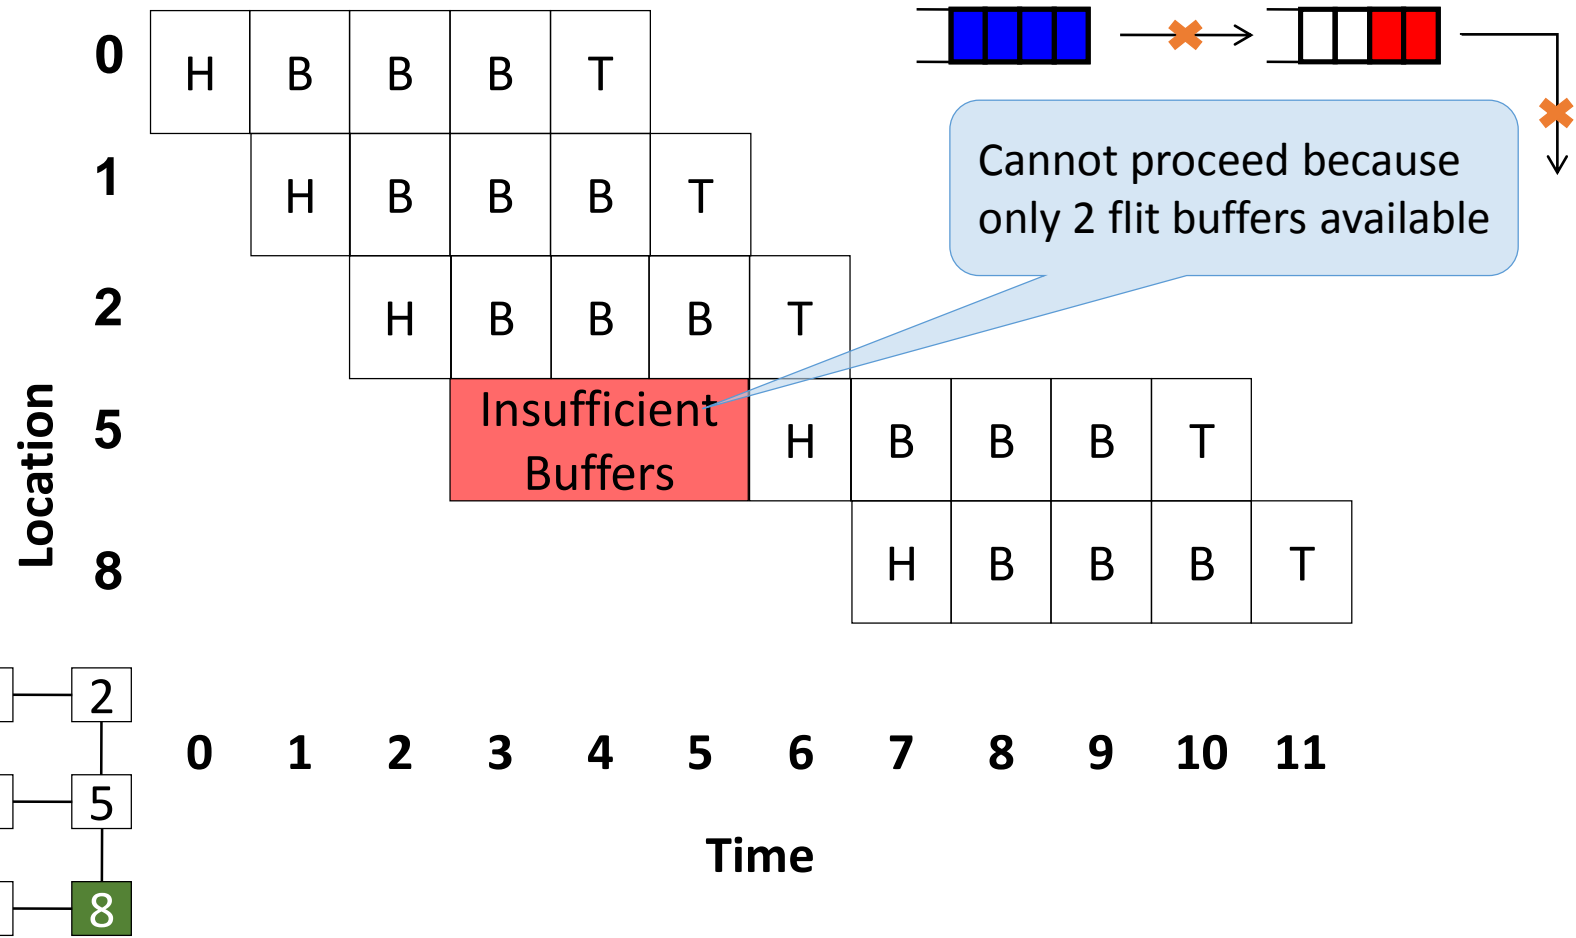 0 H B B B T
Cannot proceed because
only 2 flit buffers available
1 H B B B T
2 H B B B T
Location
5 Insufficient
Buffers
H B B B T
8 H B B B T
2
5
8
0 1 2 3 4 5 6 7 8 9 10 11
Time